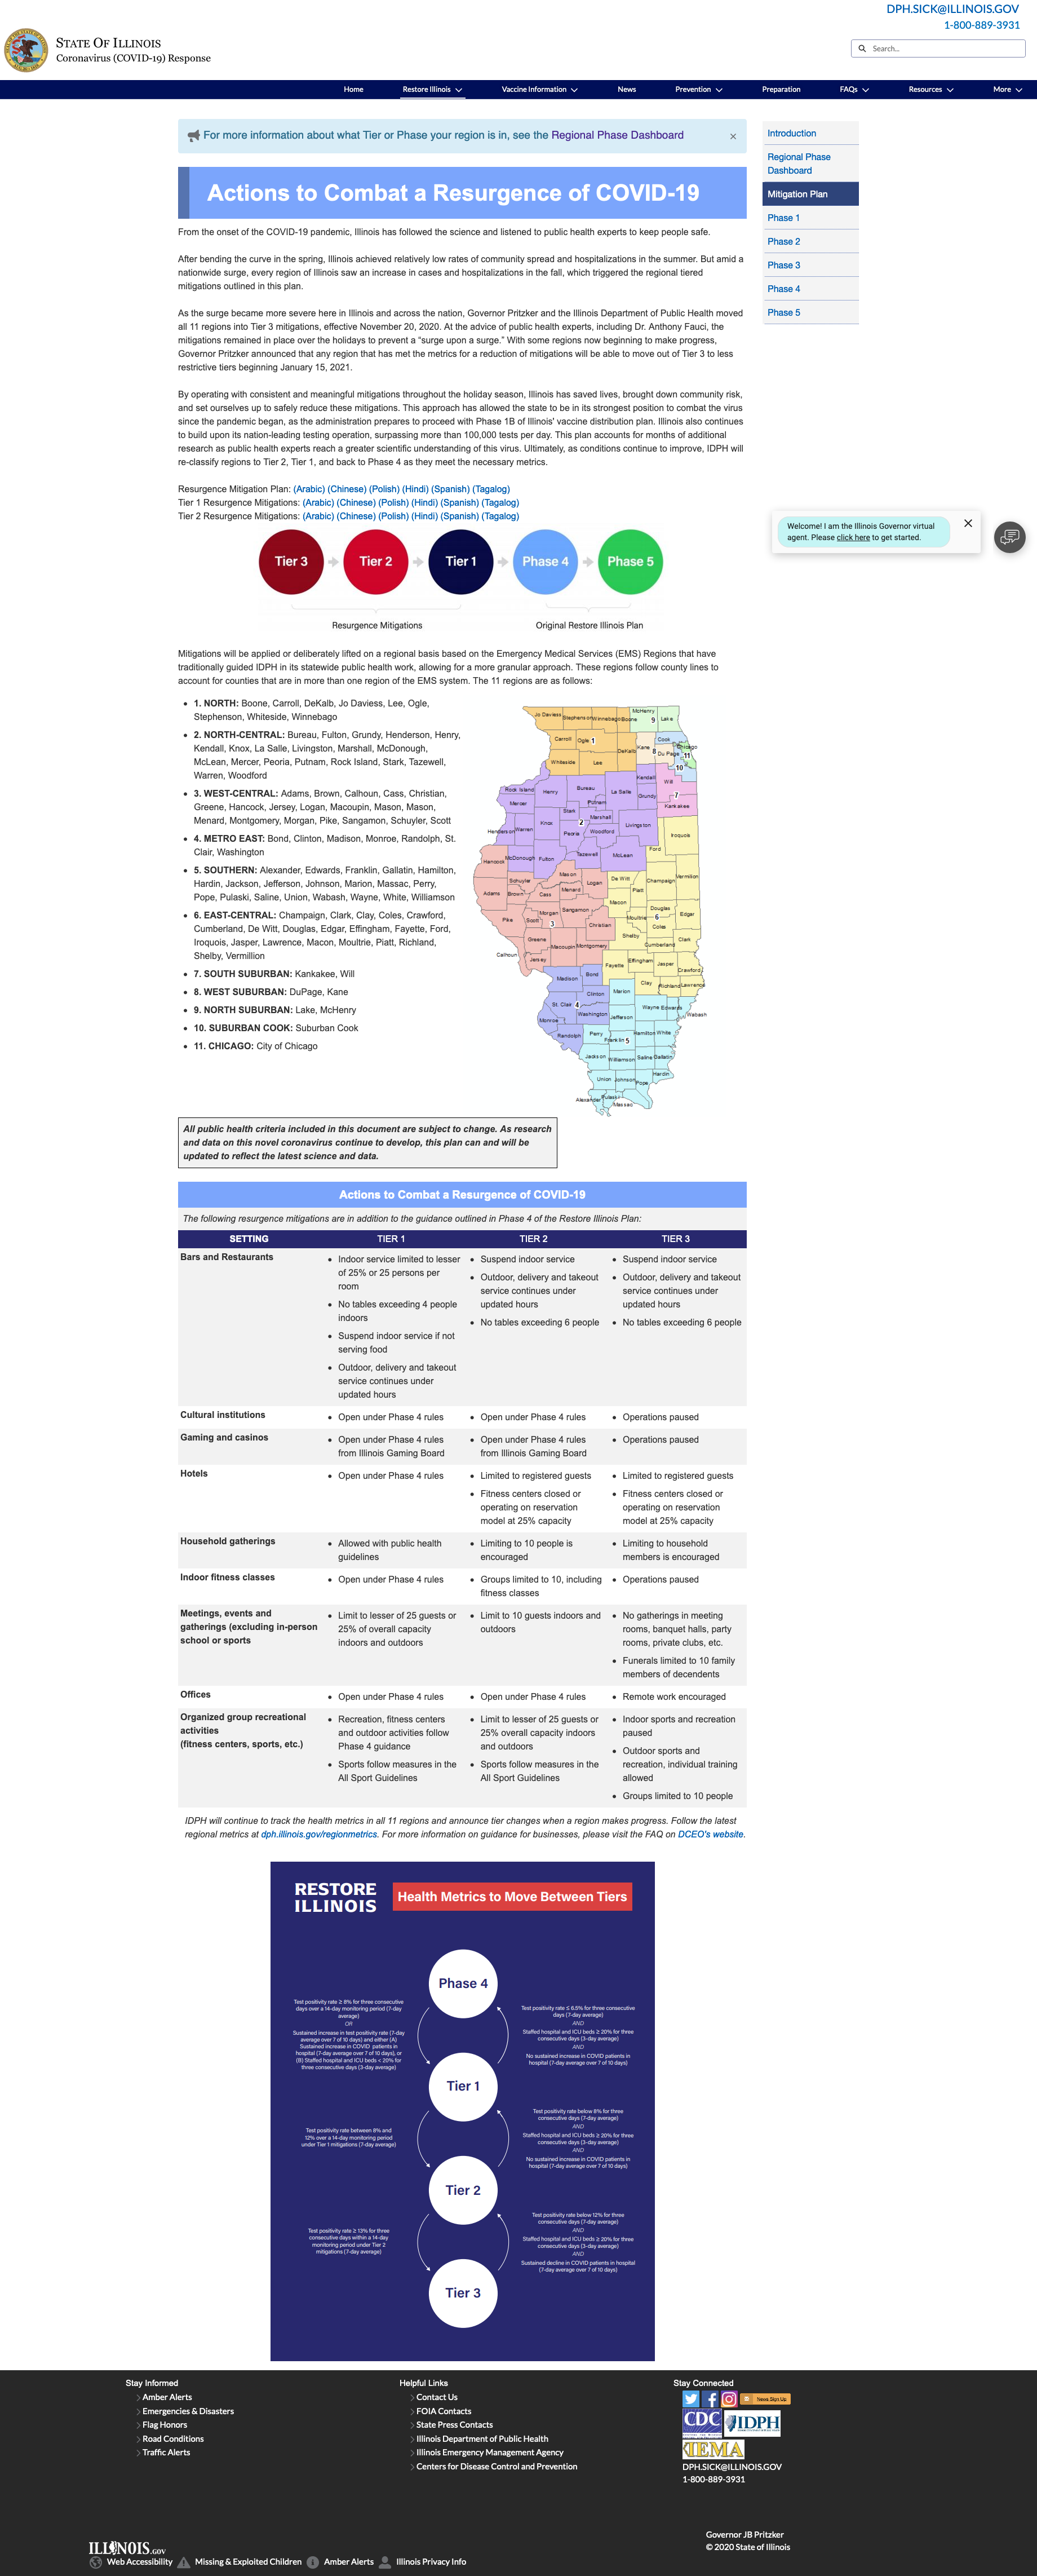 DPH.SICK@ILLINOIS.GOV
1-800-889-3931
STATE OF ILLINOIS
Coronavirus (COVID-19) Response
Search...
Home
Restore Illinois
Vaccine Information
News
Prevention
Preparation
FAQs
Resources
More
For more information about what Tier or Phase your region is in, see the Regional Phase Dashboard
×
Introduction
Regional Phase
Dashboard
Mitigation Plan
Phase 1
Phase 2
Phase 3
Phase 4
Phase 5
Actions to Combat a Resurgence of COVID-19
From the onset of the COVID-19 pandemic, Illinois has followed the science and listened to public health experts to keep people safe.
After bending the curve in the spring, Illinois achieved relatively low rates of community spread and hospitalizations in the summer. But amid a
nationwide surge, every region of Illinois saw an increase in cases and hospitalizations in the fall, which triggered the regional tiered
mitigations outlined in this plan.
As the surge became more severe here in Illinois and across the nation, Governor Pritzker and the Illinois Department of Public Health moved
all 11 regions into Tier 3 mitigations, effective November 20, 2020. At the advice of public health experts, including Dr. Anthony Fauci, the
mitigations remained in place over the holidays to prevent a “surge upon a surge.” With some regions now beginning to make progress,
Governor Pritzker announced that any region that has met the metrics for a reduction of mitigations will be able to move out of Tier 3 to less
restrictive tiers beginning January 15, 2021.
By operating with consistent and meaningful mitigations throughout the holiday season, Illinois has saved lives, brought down community risk,
and set ourselves up to safely reduce these mitigations. This approach has allowed the state to be in its strongest position to combat the virus
since the pandemic began, as the administration prepares to proceed with Phase 1B of Illinois' vaccine distribution plan. Illinois also continues
to build upon its nation-leading testing operation, surpassing more than 100,000 tests per day. This plan accounts for months of additional
research as public health experts reach a greater scientific understanding of this virus. Ultimately, as conditions continue to improve, IDPH will
re-classify regions to Tier 2, Tier 1, and back to Phase 4 as they meet the necessary metrics.
Resurgence Mitigation Plan: (Arabic) (Chinese) (Polish) (Hindi) (Spanish) (Tagalog)
Tier 1 Resurgence Mitigations: (Arabic) (Chinese) (Polish) (Hindi) (Spanish) (Tagalog)
Tier 2 Resurgence Mitigations: (Arabic) (Chinese) (Polish) (Hindi) (Spanish) (Tagalog)
Welcome! I am the Illinois Governor virtual
agent. Please click here to get started.
Tier 3
Tier 2
Tier 1
Phase 4
Phase 5
Resurgence Mitigations
Original Restore Illinois Plan
Mitigations will be applied or deliberately lifted on a regional basis based on the Emergency Medical Services (EMS) Regions that have
traditionally guided IDPH in its statewide public health work, allowing for a more granular approach. These regions follow county lines to
account for counties that are in more than one region of the EMS system. The 11 regions are as follows:
1. NORTH: Boone, Carroll, DeKalb, Jo Daviess, Lee, Ogle,
Stephenson, Whiteside, Winnebago
2. NORTH-CENTRAL: Bureau, Fulton, Grundy, Henderson, Henry,
Kendall, Knox, La Salle, Livingston, Marshall, McDonough,
McLean, Mercer, Peoria, Putnam, Rock Island, Stark, Tazewell,
Warren, Woodford
3. WEST-CENTRAL: Adams, Brown, Calhoun, Cass, Christian,
Greene, Hancock, Jersey, Logan, Macoupin, Mason, Mason,
Menard, Montgomery, Morgan, Pike, Sangamon, Schuyler, Scott
4. METRO EAST: Bond, Clinton, Madison, Monroe, Randolph, St.
Clair, Washington
5. SOUTHERN: Alexander, Edwards, Franklin, Gallatin, Hamilton,
Hardin, Jackson, Jefferson, Johnson, Marion, Massac, Perry,
Pope, Pulaski, Saline, Union, Wabash, Wayne, White, Williamson
6. EAST-CENTRAL: Champaign, Clark, Clay, Coles, Crawford,
Cumberland, De Witt, Douglas, Edgar, Effingham, Fayette, Ford,
Iroquois, Jasper, Lawrence, Macon, Moultrie, Piatt, Richland,
Shelby, Vermillion
7. SOUTH SUBURBAN: Kankakee, Will
8. WEST SUBURBAN: DuPage, Kane
9. NORTH SUBURBAN: Lake, McHenry
10. SUBURBAN COOK: Suburban Cook
11. CHICAGO: City of Chicago
Jo Daviess Stephenson Winnebago Boone McHenry 9 Lake
Carroll Ogle 1 DeKalb Kane 8 Cook Chicago
Du Page 11
Whiteside Lee 10
Kendall Will
Rock Island Henry Bureau La Salle Grundy 7
Mercer Putnam Kankakee
Stark Marshall
Knox 2 Livingston Iroquois
Henderson Warren Peoria Woodford
Ford
Hancock McDonough Fulton Tazewell McLean
Mason
Schuyler Logan De Witt Champaign Vermilion
Adams Brown Cass Menard Piatt
Macon
Morgan Sangamon Douglas
Pike Scott 3 Christian Moultrie 6 Edgar
Coles
Greene Shelby
Macoupin Montgomery Cumberland Clark
Calhoun Jersey
Fayette Effingham Jasper Crawford
Madison Bond
Clay Richland Lawrence
Clinton Marion
St. Clair 4 Wayne Edwards Wabash
Washington Jefferson
Monroe
Randolph Perry Hamilton White
Franklin 5
Jackson Williamson Saline Gallatin
Union Johnson Pope Hardin
Alexander Pulaski Massac
All public health criteria included in this document are subject to change. As research
and data on this novel coronavirus continue to develop, this plan can and will be
updated to reflect the latest science and data.
Actions to Combat a Resurgence of COVID-19
The following resurgence mitigations are in addition to the guidance outlined in Phase 4 of the Restore Illinois Plan:
SETTING
TIER 1
TIER 2
TIER 3
Bars and Restaurants
Indoor service limited to lesser
of 25% or 25 persons per
room
No tables exceeding 4 people
indoors
Suspend indoor service if not
serving food
Outdoor, delivery and takeout
service continues under
updated hours
Suspend indoor service
Outdoor, delivery and takeout
service continues under
updated hours
No tables exceeding 6 people
Suspend indoor service
Outdoor, delivery and takeout
service continues under
updated hours
No tables exceeding 6 people
Cultural institutions
Open under Phase 4 rules
Open under Phase 4 rules
Operations paused
Gaming and casinos
Open under Phase 4 rules
from Illinois Gaming Board
Open under Phase 4 rules
from Illinois Gaming Board
Operations paused
Hotels
Open under Phase 4 rules
Limited to registered guests
Fitness centers closed or
operating on reservation
model at 25% capacity
Limited to registered guests
Fitness centers closed or
operating on reservation
model at 25% capacity
Household gatherings
Allowed with public health
guidelines
Limiting to 10 people is
encouraged
Limiting to household
members is encouraged
Indoor fitness classes
Open under Phase 4 rules
Groups limited to 10, including
fitness classes
Operations paused
Meetings, events and
gatherings (excluding in-person
school or sports
Limit to lesser of 25 guests or
25% of overall capacity
indoors and outdoors
Limit to 10 guests indoors and
outdoors
No gatherings in meeting
rooms, banquet halls, party
rooms, private clubs, etc.
Funerals limited to 10 family
members of decendents
Offices
Open under Phase 4 rules
Open under Phase 4 rules
Remote work encouraged
Organized group recreational
activities
(fitness centers, sports, etc.)
Recreation, fitness centers
and outdoor activities follow
Phase 4 guidance
Sports follow measures in the
All Sport Guidelines
Limit to lesser of 25 guests or
25% overall capacity indoors
and outdoors
Sports follow measures in the
All Sport Guidelines
Indoor sports and recreation
paused
Outdoor sports and
recreation, individual training
allowed
Groups limited to 10 people
IDPH will continue to track the health metrics in all 11 regions and announce tier changes when a region makes progress. Follow the latest
regional metrics at dph.illinois.gov/regionmetrics. For more information on guidance for businesses, please visit the FAQ on DCEO's website.
RESTORE
ILLINOIS
Health Metrics to Move Between Tiers
Phase 4
Test positivity rate ≥ 8% for three consecutive
days over a 14-day monitoring period (7-day
average)
OR
Sustained increase in test positivity rate (7-day
average over 7 of 10 days) and either (A)
Sustained increase in COVID patients in
hospital (7-day average over 7 of 10 days), or
(B) Staffed hospital and ICU beds < 20% for
three consecutive days (3-day average)
Test positivity rate ≤ 6.5% for three consecutive
days (7-day average)
AND
Staffed hospital and ICU beds ≥ 20% for three
consecutive days (3-day average)
AND
No sustained increase in COVID patients in
hospital (7-day average over 7 of 10 days)
Tier 1
Test positivity rate between 8% and
12% over a 14-day monitoring period
under Tier 1 mitigations (7-day average)
Test positivity rate below 8% for three
consecutive days (7-day average)
AND
Staffed hospital and ICU beds ≥ 20% for three
consecutive days (3-day average)
AND
No sustained increase in COVID patients in
hospital (7-day average over 7 of 10 days)
Tier 2
Test positivity rate ≥ 13% for three
consecutive days within a 14-day
monitoring period under Tier 2
mitigations (7-day average)
Test positivity rate below 12% for three
consecutive days (7-day average)
AND
Staffed hospital and ICU beds ≥ 20% for three
consecutive days (3-day average)
AND
Sustained decline in COVID patients in hospital
(7-day average over 7 of 10 days)
Tier 3
Stay Informed
Amber Alerts
Emergencies & Disasters
Flag Honors
Road Conditions
Traffic Alerts
Helpful Links
Contact Us
FOIA Contacts
State Press Contacts
Illinois Department of Public Health
Illinois Emergency Management Agency
Centers for Disease Control and Prevention
Stay Connected
News Sign Up
CDC
IDPH
IEMA
DPH.SICK@ILLINOIS.GOV
1-800-889-3931
Governor JB Pritzker
© 2020 State of Illinois
ILLINOIS.GOV
Web Accessibility
Missing & Exploited Children
Amber Alerts
Illinois Privacy Info